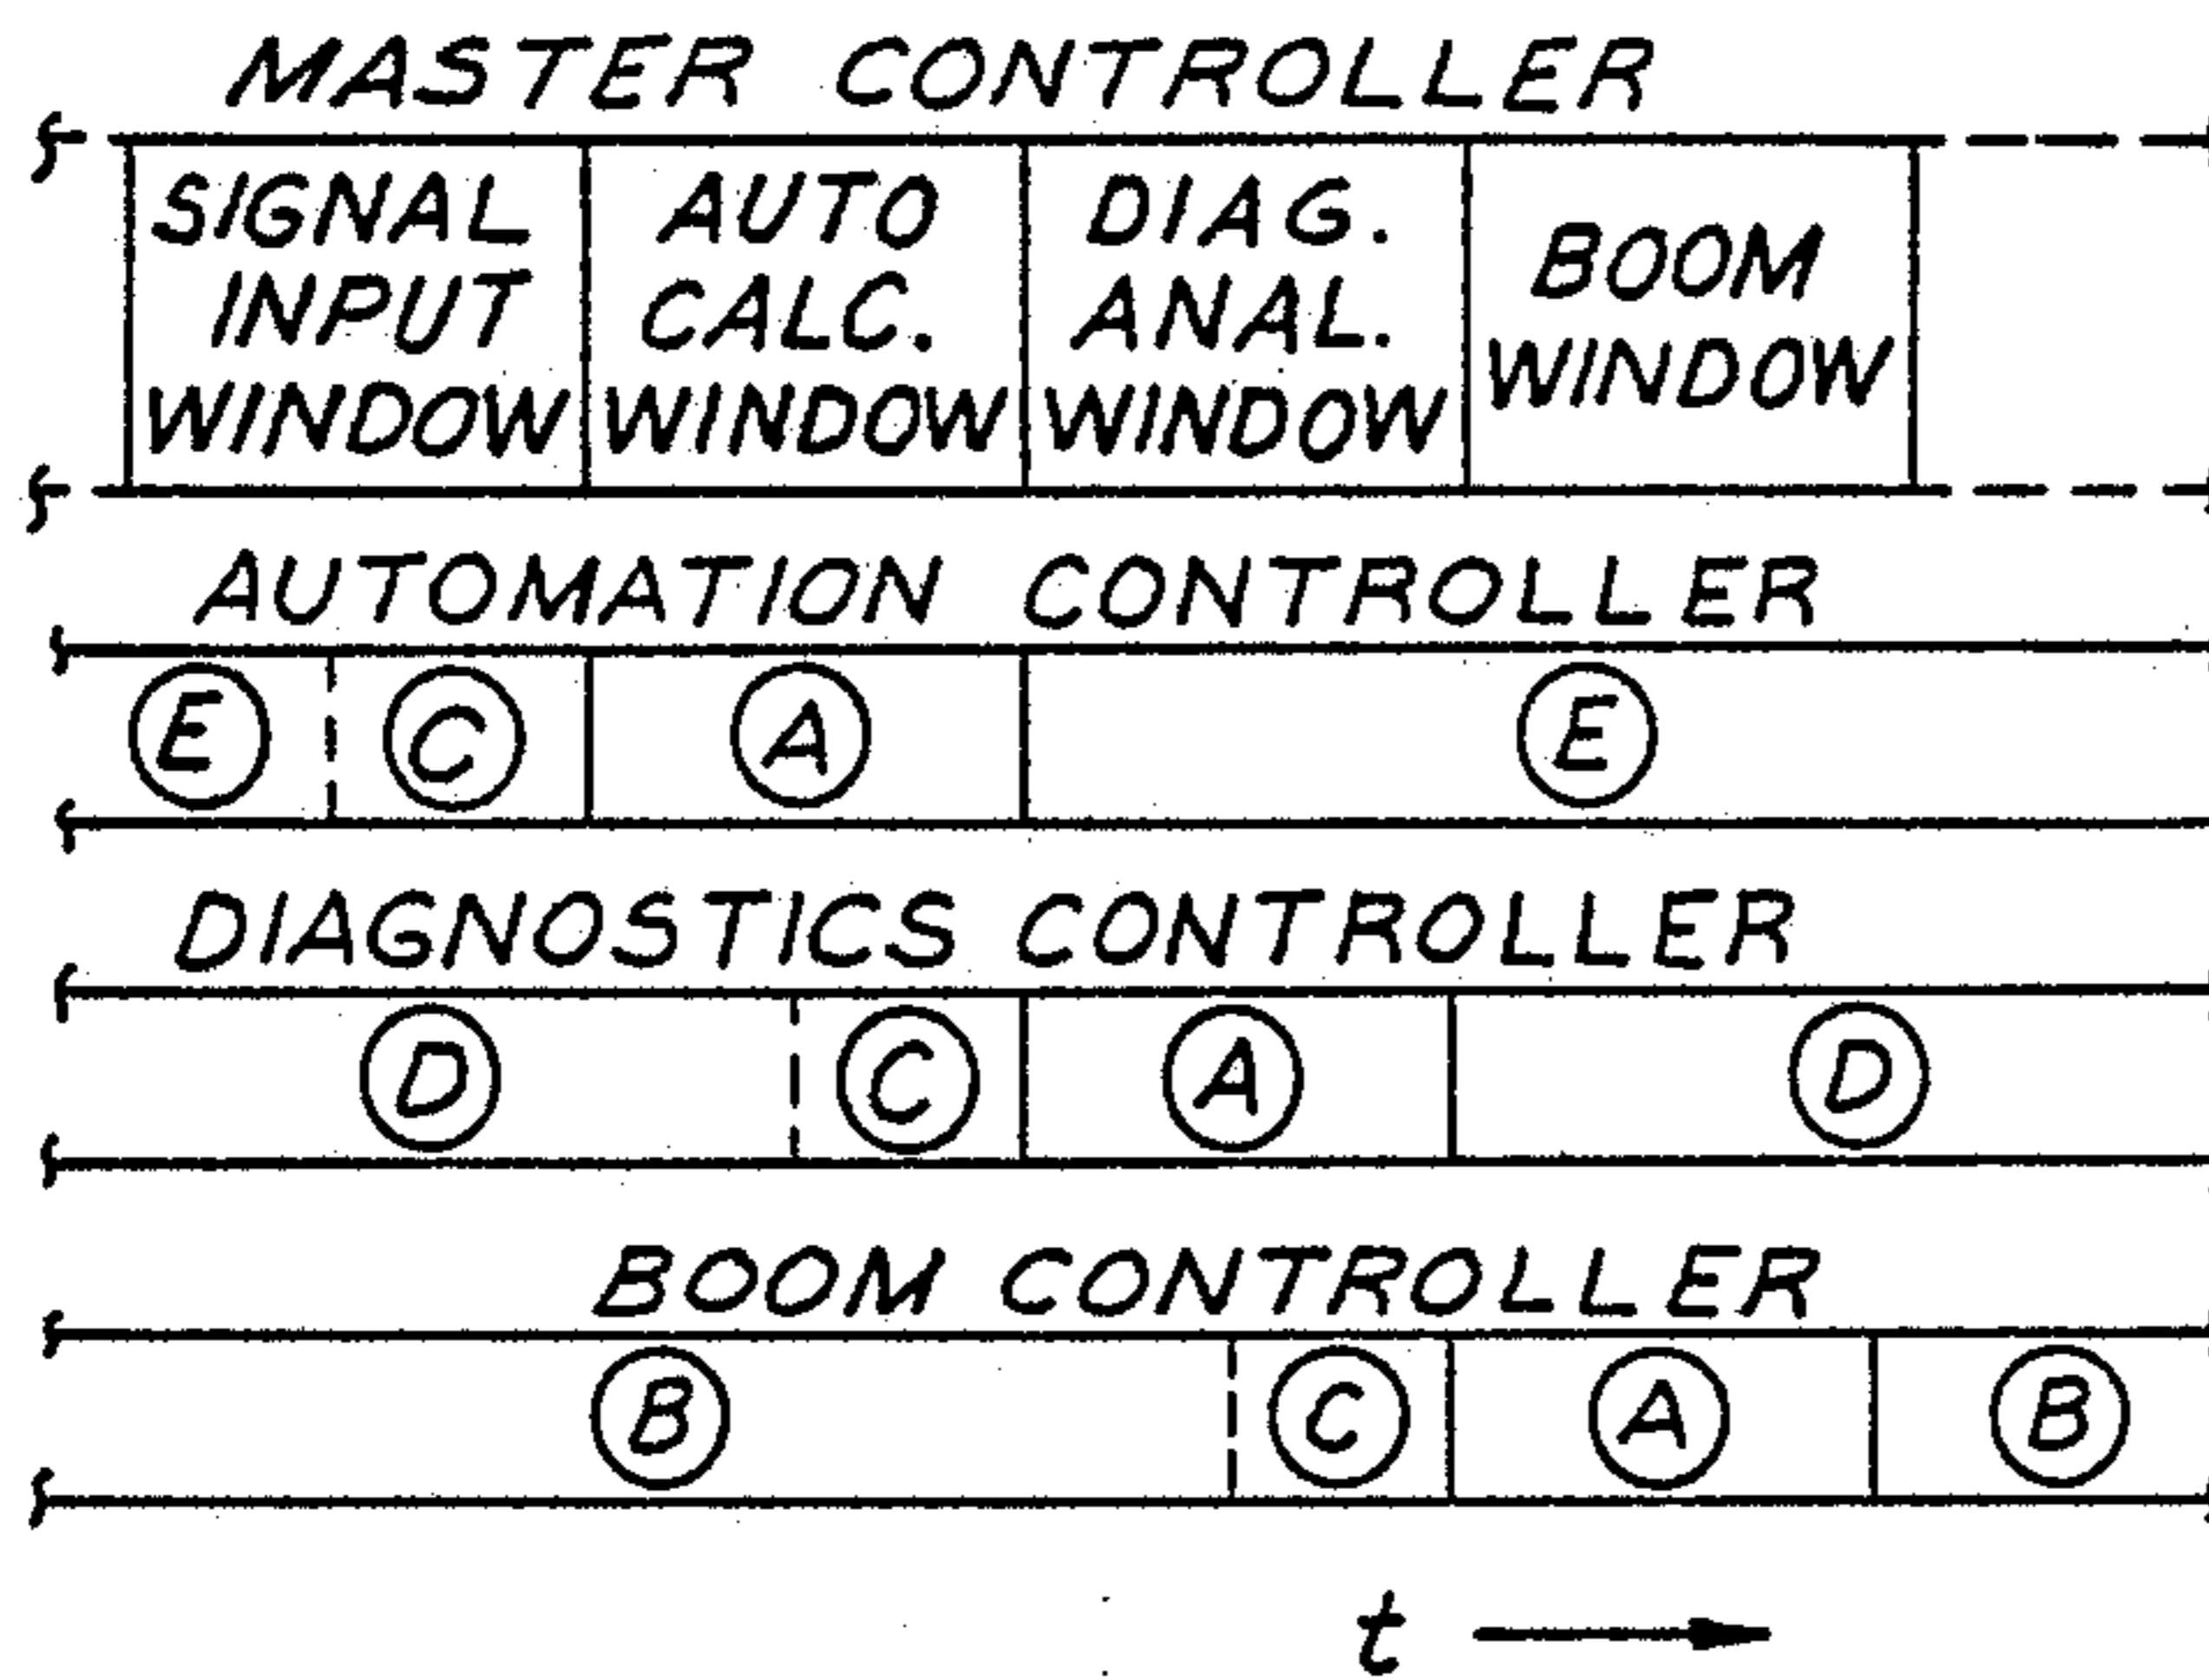 MASTER CONTROLLER
SIGNAL
INPUT
WINDOW
AUTO
CALC.
WINDOW
DIAG.
ANAL.
WINDOW
BOOM
WINDOW
AUTOMATION CONTROLLER
E C A E
DIAGNOSTICS CONTROLLER
D C A D
BOOM CONTROLLER
B C A B
t